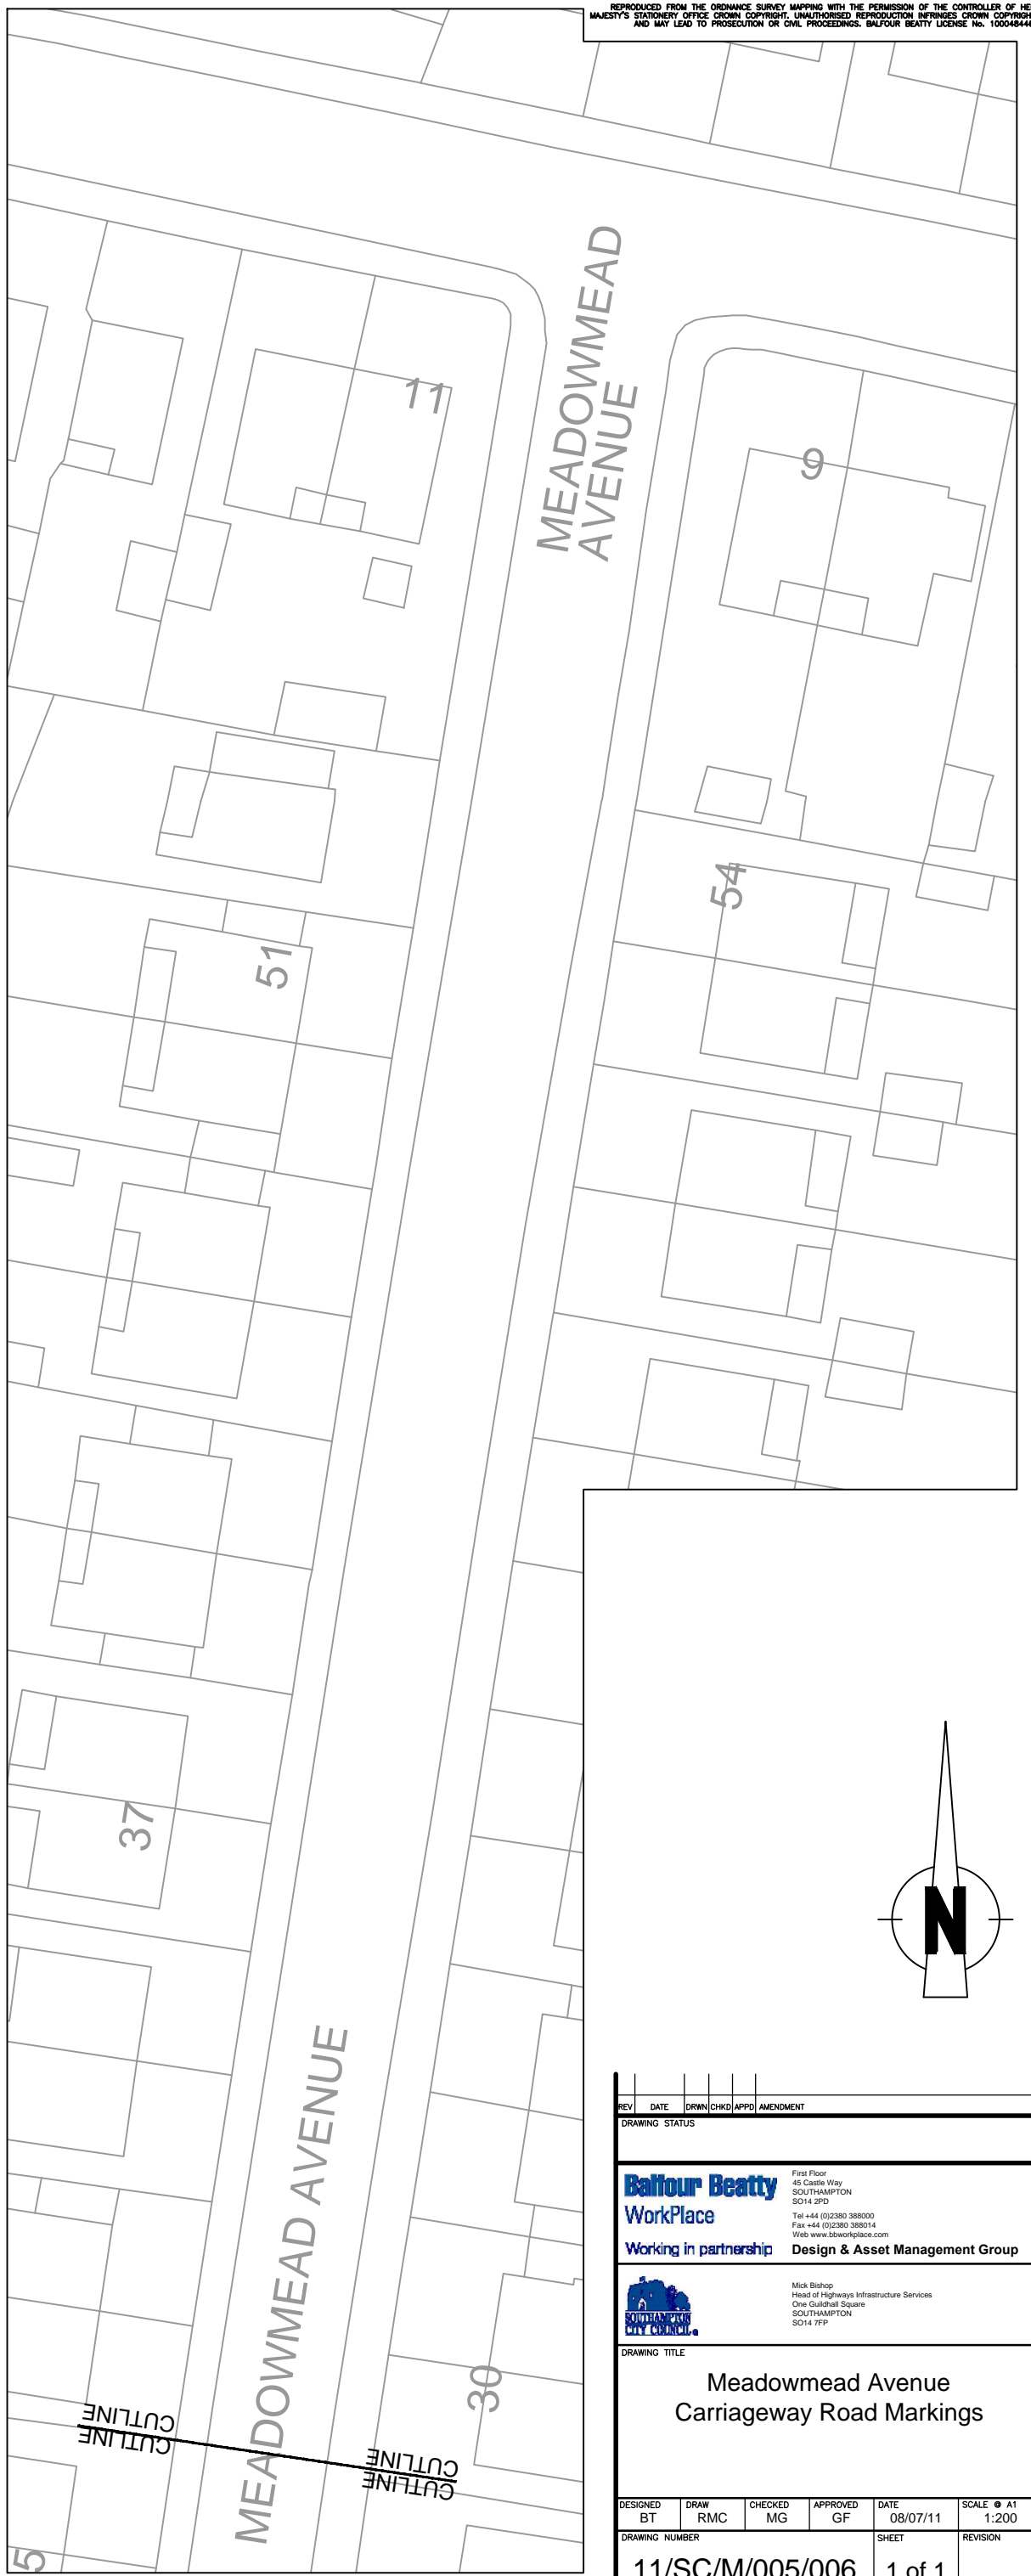 REPRODUCED FROM THE ORDNANCE SURVEY MAPPING WITH THE PERMISSION OF THE CONTROLLER OF HE
MAJESTY'S STATIONERY OFFICE CROWN COPYRIGHT. UNAUTHORISED REPRODUCTION INFRINGES CROWN COPYRIGH
AND MAY LEAD TO PROSECUTION OR CIVIL PROCEEDINGS. BALFOUR BEATTY LICENSE No.
MEADOWMEAD
AVENUE
11
9
54
51
37
MEADOWMEAD AVENUE
30
CUTLINE
CUTLINE
CUTLINE
CUTLINE
5
N
REV DATE DRWN CHKD APPD AMENDMENT
DRAWING STATUS
Balfour Beatty
WorkPlace
Working in partnership
First Floor
45 Castle Way
SOUTHAMPTON
SO14 2PD
Tel +44 (0)2380 388000
Fax +44 (0)2380 388014
Web www.bbworkplace.com
Design & Asset Management Group
SOUTHAMPTON
CITY COUNCIL
Mick Bishop
Head of Highways Infrastructure Services
One Guildhall Square
SOUTHAMPTON
SO14 7FP
DRAWING TITLE
Meadowmead Avenue
Carriageway Road Markings
DESIGNED DRAW CHECKED APPROVED DATE SCALE @ A1
BT RMC MG GF 08/07/11 1:200
DRAWING NUMBER SHEET REVISION
11/SC/M/005/006 1 of 1